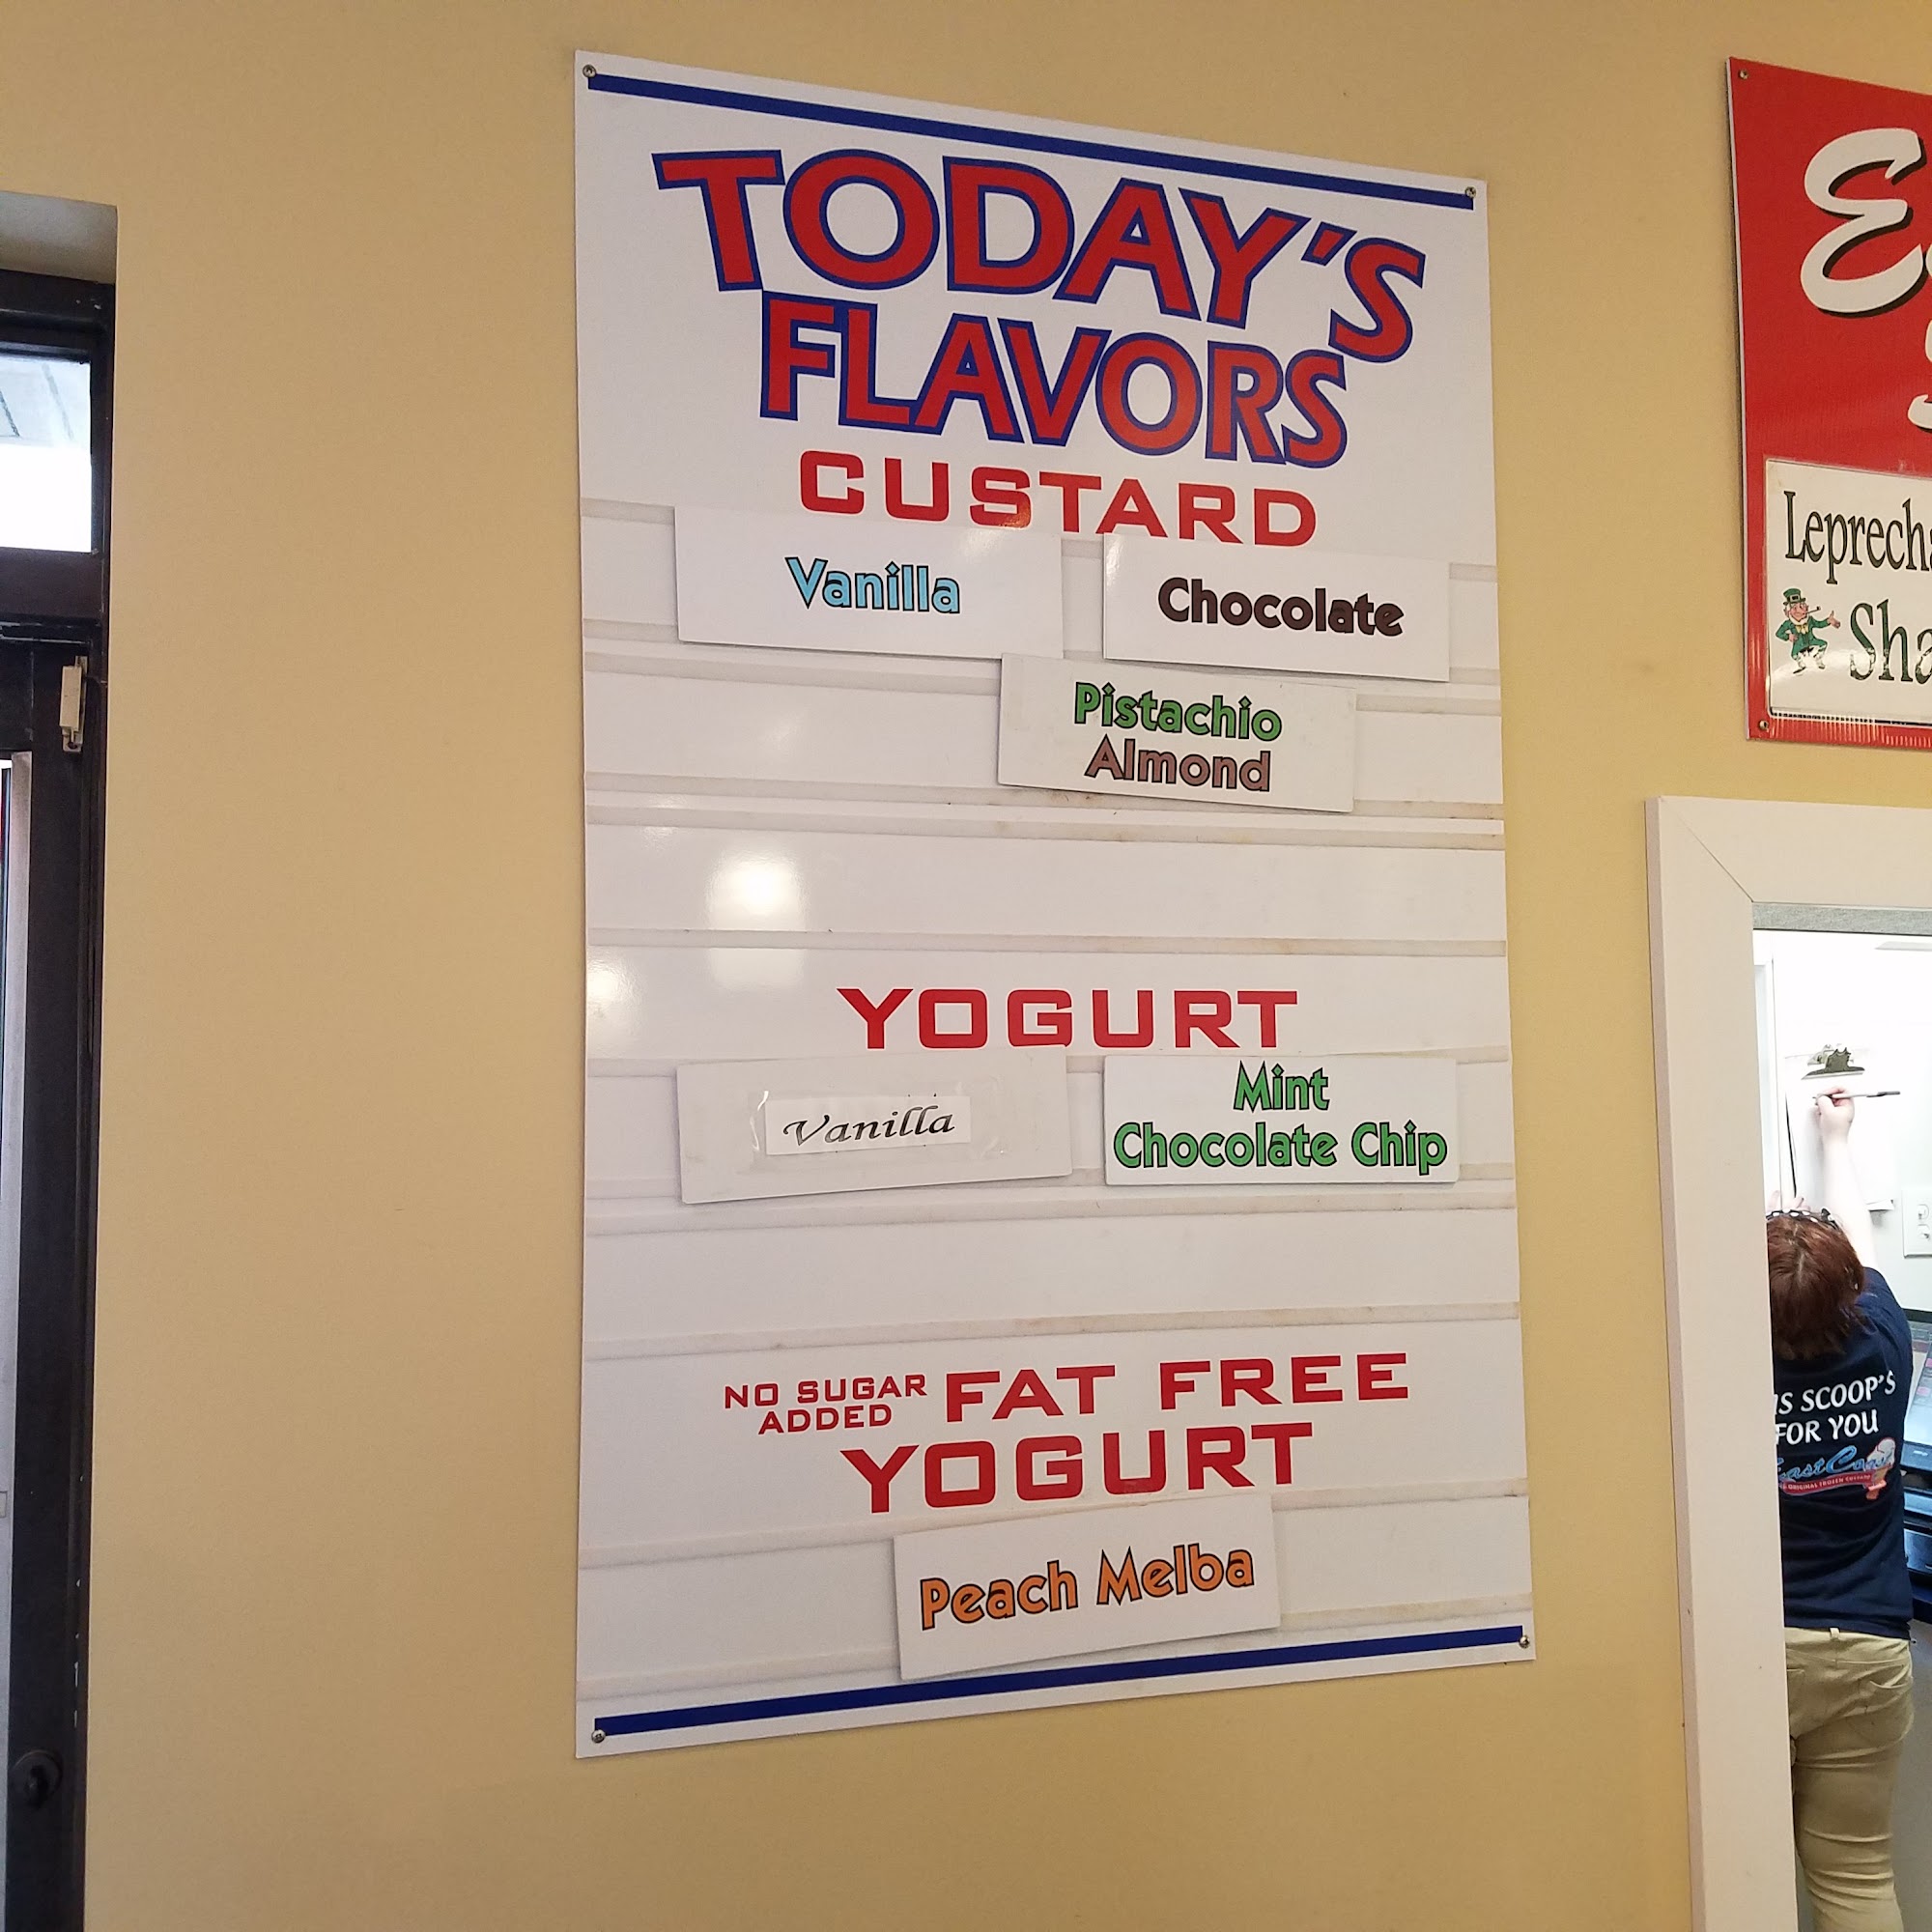 TODAY'S
FLAVORS
CUSTARD
Vanilla
Chocolate
Pistachio
Almond
YOGURT
Vanilla
Mint
Chocolate Chip
NO SUGAR
ADDED
FAT FREE
YOGURT
Peach Melba
Sha
IS SCOOP'S
FOR YOU